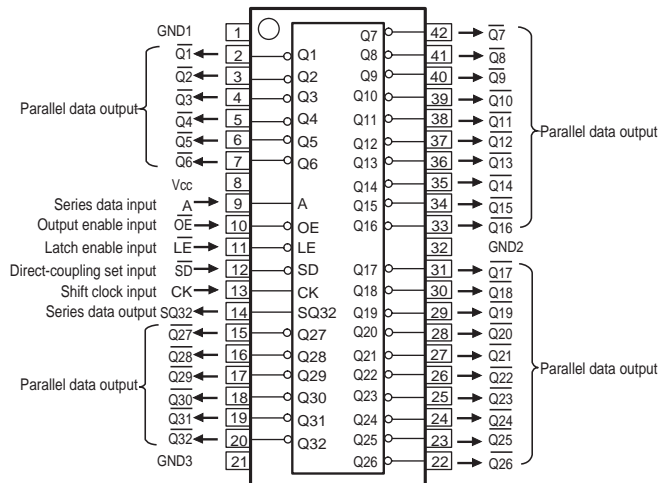 GND1 1 Q7 42 Q7
Q1 2 Q1 Q8 41 Q8
Q2 3 Q2 Q9 40 Q9
Q3 4 Q3 Q10 39 Q10
Parallel data output
Q4 5 Q4 Q11 38 Q11
Q5 6 Q5 Q12 37 Q12
Parallel data output
Q6 7 Q6 Q13 36 Q13
Vcc 8 Q14 35 Q14
Series data input A 9 A Q15 34 Q15
Output enable input OE 10 OE Q16 33 Q16
Latch enable input LE 11 LE 32 GND2
Direct-coupling set input SD 12 SD Q17 31 Q17
Shift clock input CK 13 CK Q18 30 Q18
Series data output SQ32 14 SQ32 Q19 29 Q19
Q27 15 Q27 Q20 28 Q20
Q28 16 Q28 Q21 27 Q21
Parallel data output
Q29 17 Q29 Q22 26 Q22
Parallel data output
Q30 18 Q30 Q23 25 Q23
Q31 19 Q31 Q24 24 Q24
Q32 20 Q32 Q25 23 Q25
GND3 21 Q26 22 Q26